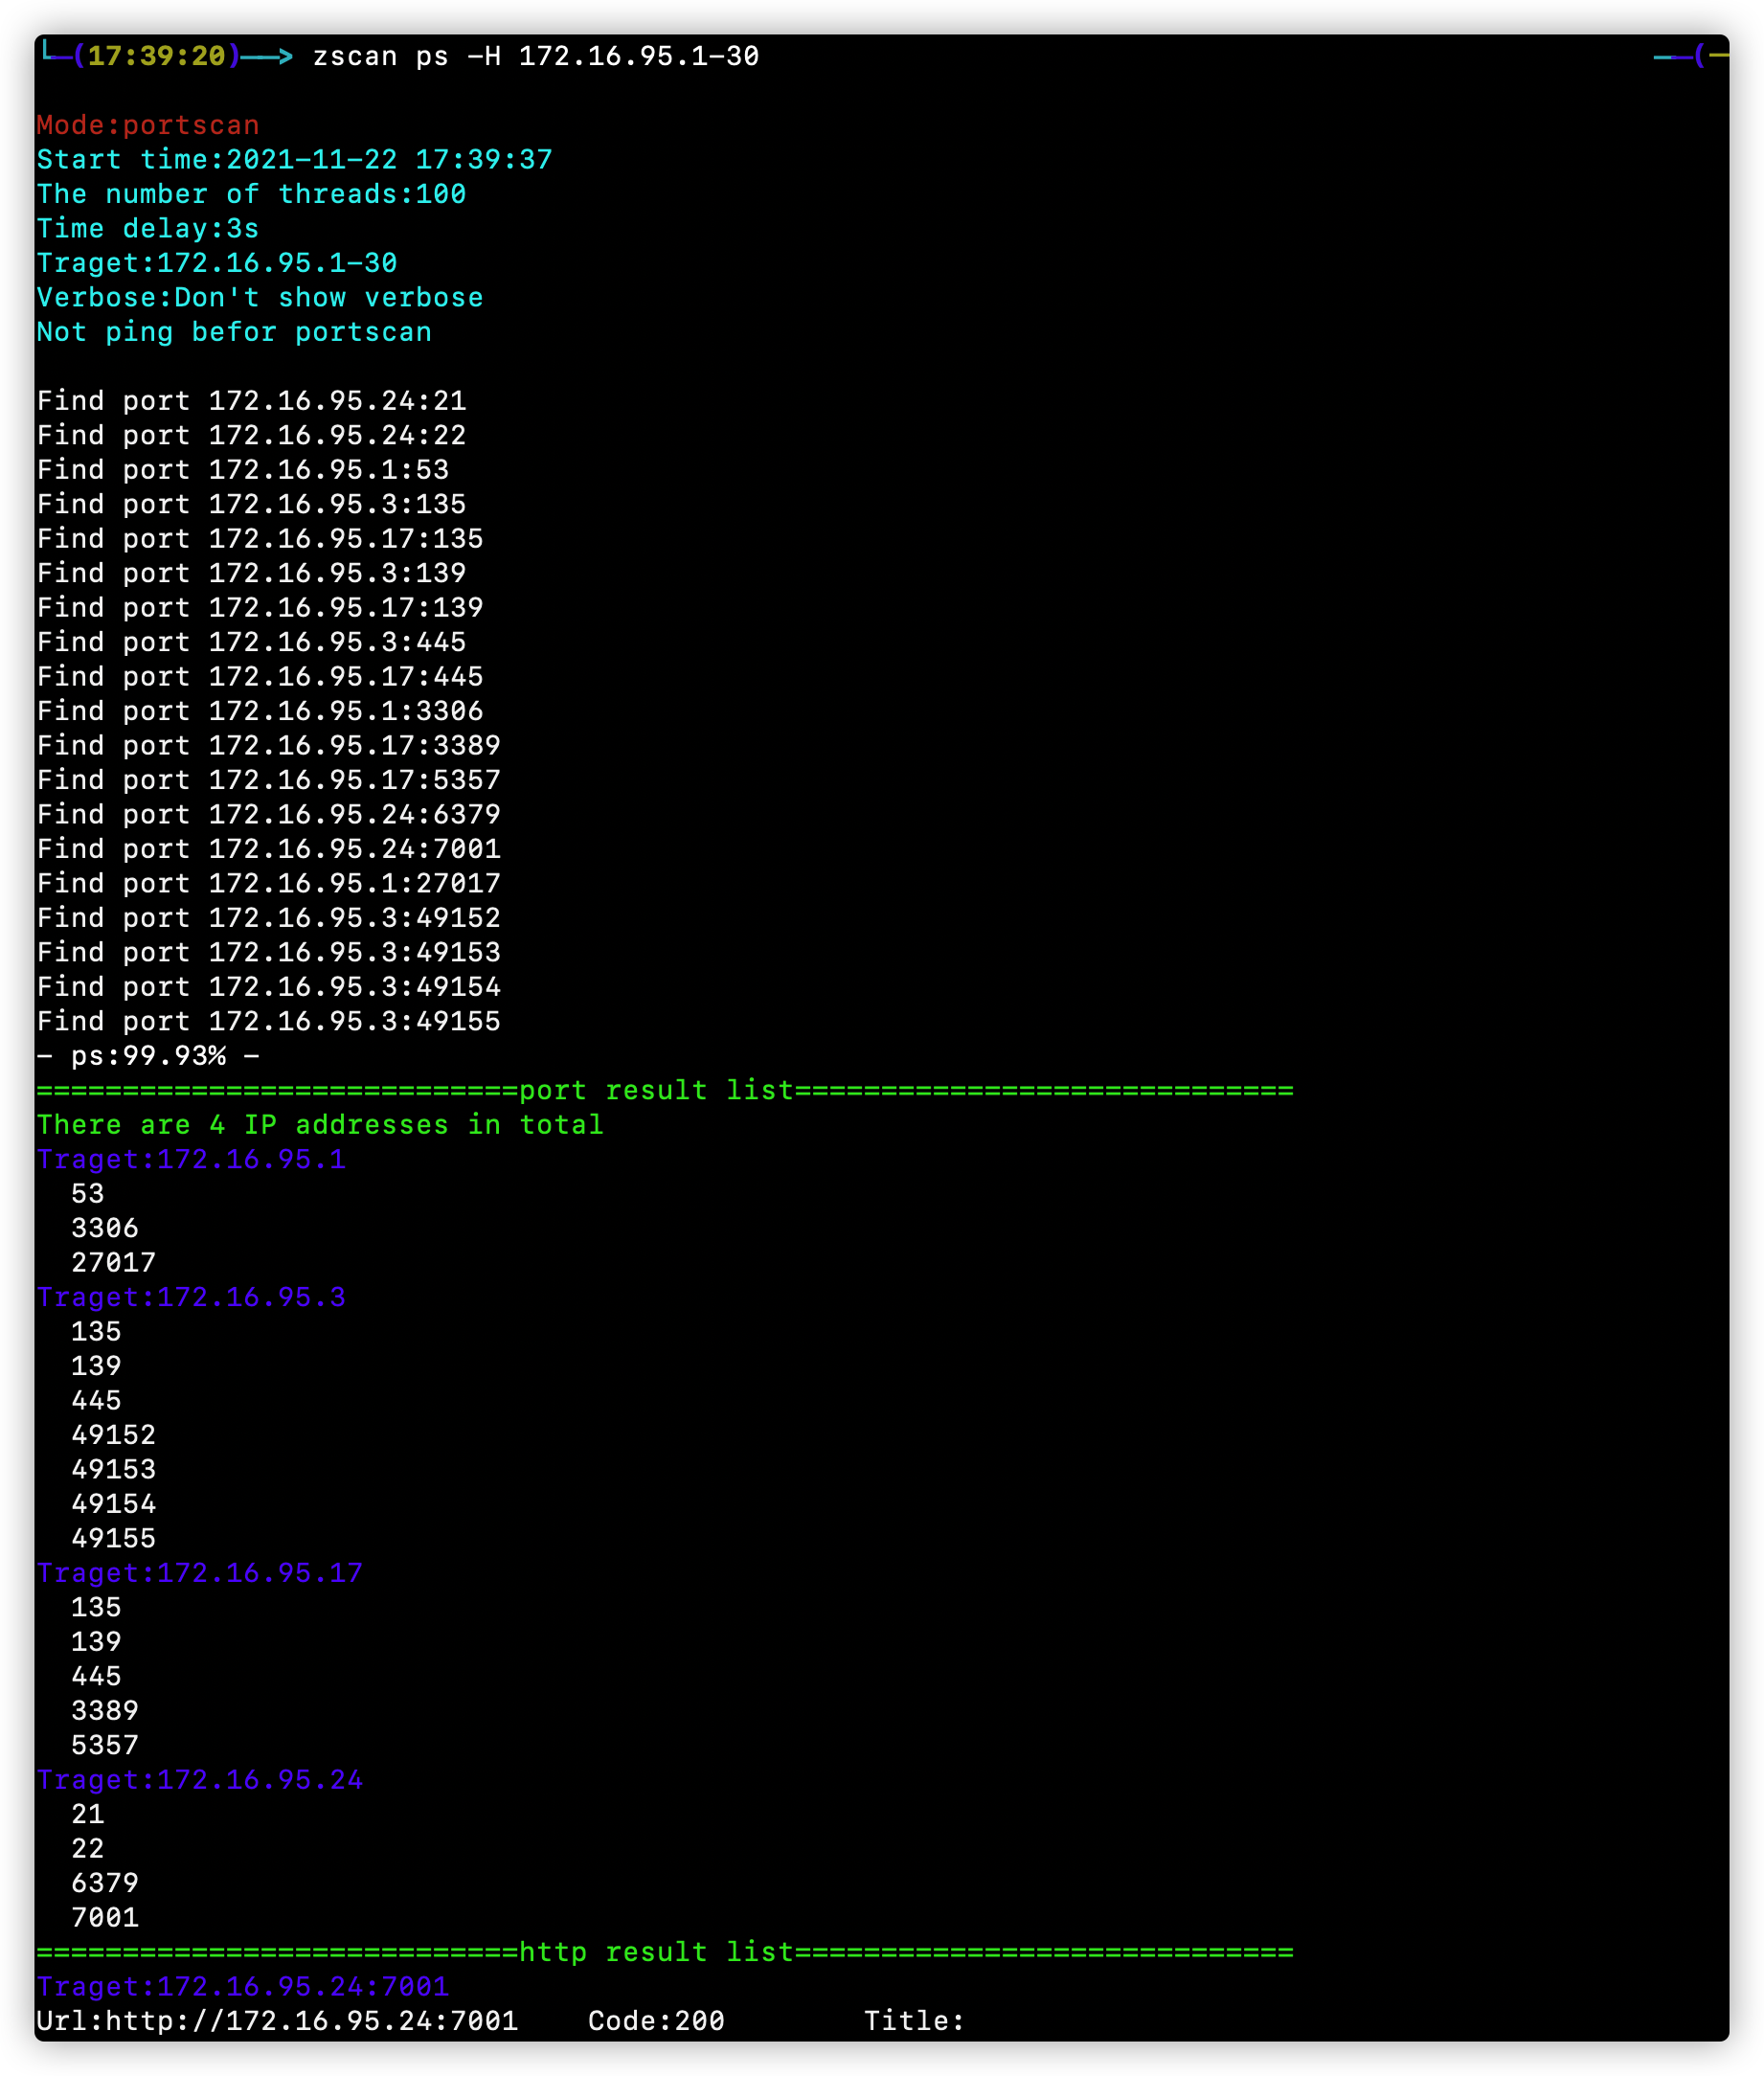 └──(17:39:20)──> zscan ps -H 172.16.95.1-30 ──(─
Mode:portscan
Start time:2021-11-22 17:39:37
The number of threads:100
Time delay:3s
Traget:172.16.95.1-30
Verbose:Don't show verbose
Not ping befor portscan
Find port 172.16.95.24:21
Find port 172.16.95.24:22
Find port 172.16.95.1:53
Find port 172.16.95.3:135
Find port 172.16.95.17:135
Find port 172.16.95.3:139
Find port 172.16.95.17:139
Find port 172.16.95.3:445
Find port 172.16.95.17:445
Find port 172.16.95.1:3306
Find port 172.16.95.17:3389
Find port 172.16.95.17:5357
Find port 172.16.95.24:6379
Find port 172.16.95.24:7001
Find port 172.16.95.1:27017
Find port 172.16.95.3:49152
Find port 172.16.95.3:49153
Find port 172.16.95.3:49154
Find port 172.16.95.3:49155
- ps:99.93% -
============================port result list=============================
There are 4 IP addresses in total
Traget:172.16.95.1
53
3306
27017
Traget:172.16.95.3
135
139
445
49152
49153
49154
49155
Traget:172.16.95.17
135
139
445
3389
5357
Traget:172.16.95.24
21
22
6379
7001
============================http result list=============================
Traget:172.16.95.24:7001
Url:http://172.16.95.24:7001    Code:200        Title: